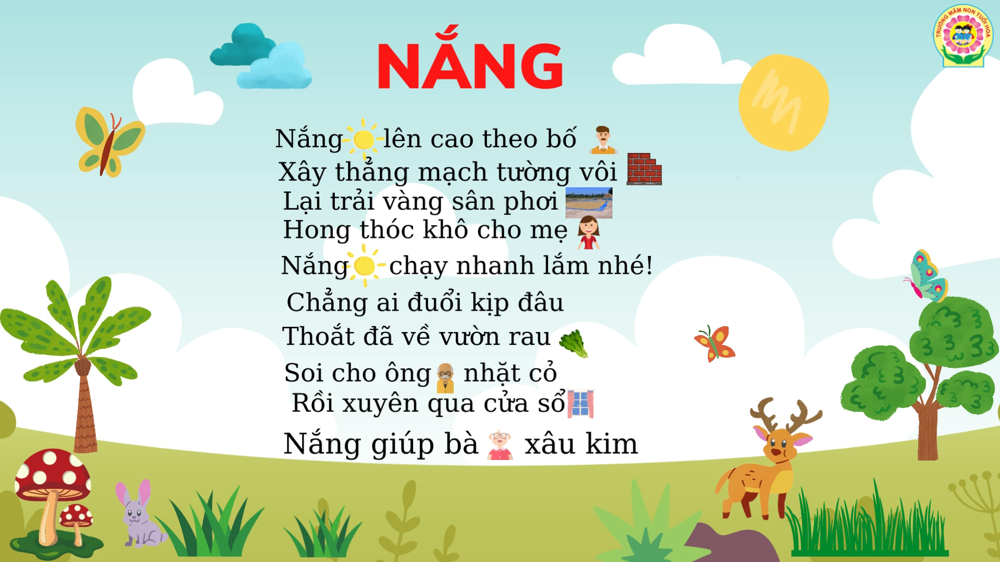 TRƯỜNG MẦM NON TUỔI HOA
NẮNG
Nắng lên cao theo bố
Xây thẳng mạch tường vôi
Lại trải vàng sân phơi
Hong thóc khô cho mẹ
Nắng chạy nhanh lắm nhé!
Chẳng ai đuổi kịp đâu
Thoắt đã về vườn rau
Soi cho ông nhặt cỏ
Rồi xuyên qua cửa sổ
Nắng giúp bà xâu kim